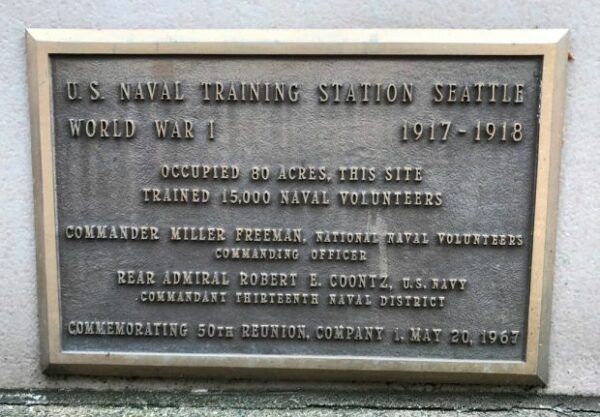 U. S. NAVAL TRAINING STATION SEATTLE
WORLD WAR I 1917-1918
OCCUPIED 80 ACRES, THIS SITE
TRAINED 15,000 NAVAL VOLUNTEERS
COMMANDER MILLER FREEMAN, NATIONAL NAVAL VOLUNTEERS
COMMANDING OFFICER
REAR ADMIRAL ROBERT E. COONTZ, U.S. NAVY
COMMANDANT THIRTEENTH NAVAL DISTRICT
COMMEMORATING 50TH REUNION, COMPANY 1, MAY 20, 1967